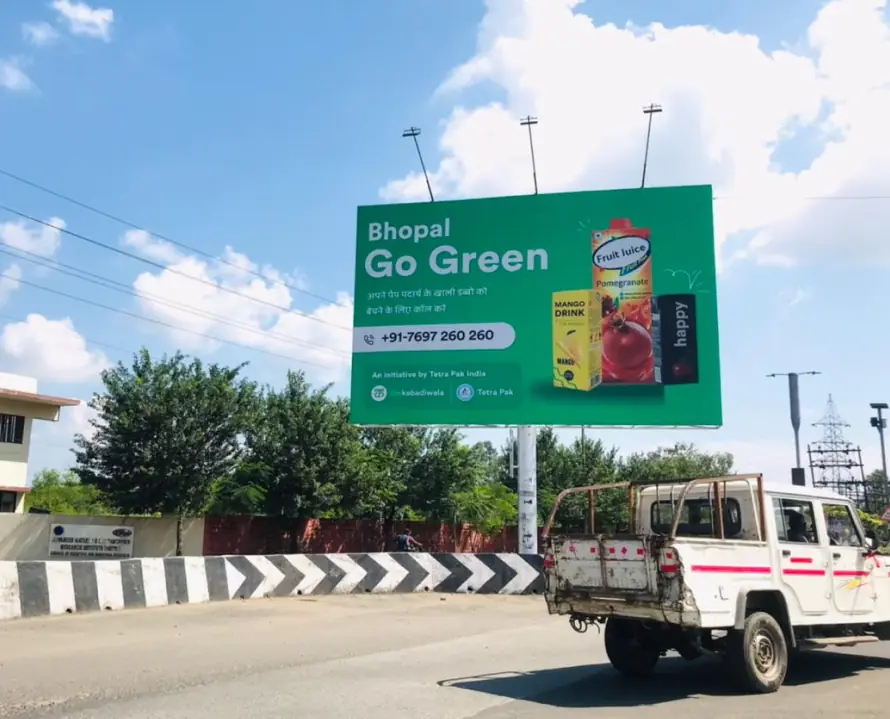 Bhopal
Go Green
अपने पेय पदार्थ के खाली डब्बो को
बेचने के लिए कॉल करें
+91-7697 260 260
An initiative by Tetra Pak India
kabadiwala
Tetra Pak
Fruit Juice
Pomegranate
MANGO
DRINK
MANGO
happy